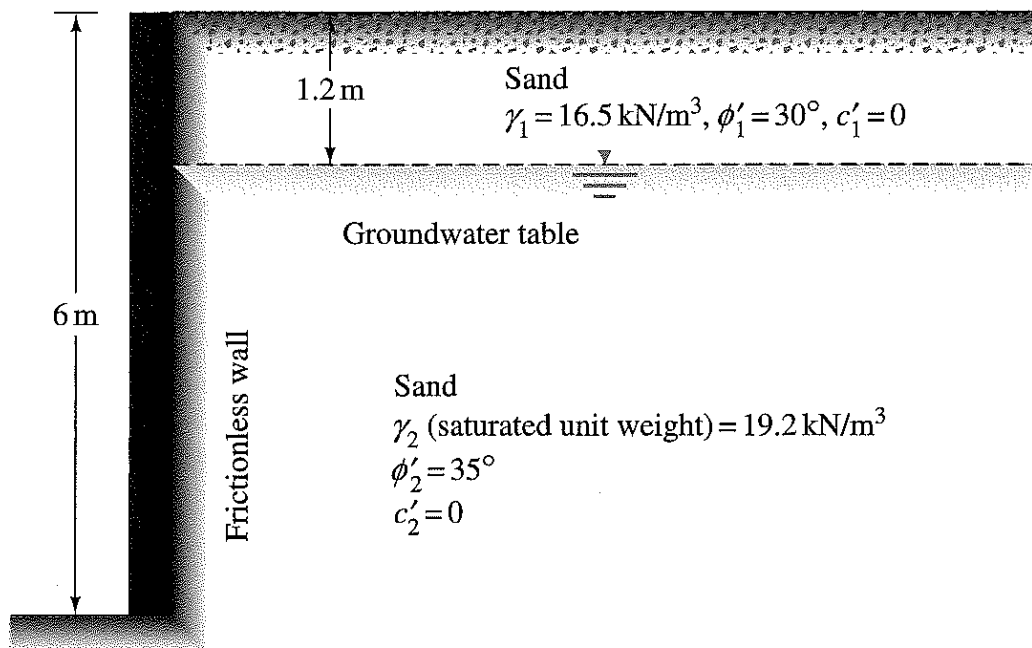 1.2 m
Sand
γ₁ = 16.5 kN/m³, ϕ′₁ = 30°, c′₁ = 0
Groundwater table
6 m
Frictionless wall
Sand
γ₂ (saturated unit weight) = 19.2 kN/m³
ϕ′₂ = 35°
c′₂ = 0